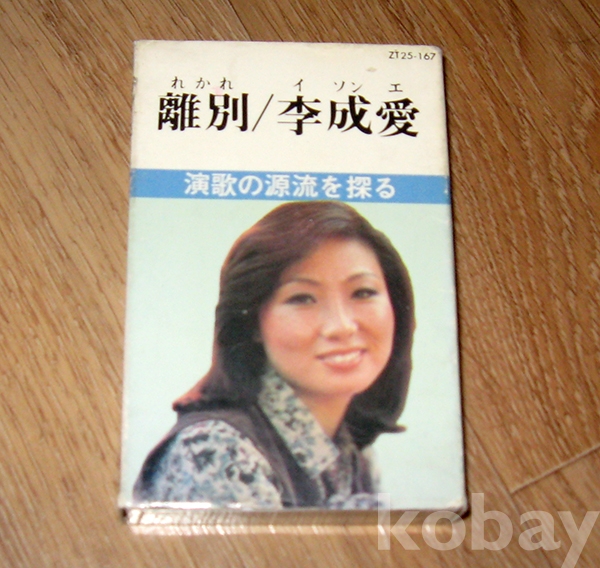 ZT25-167
れかれ イ ソン エ
離別/李成愛
演歌の源流を探る
kobay